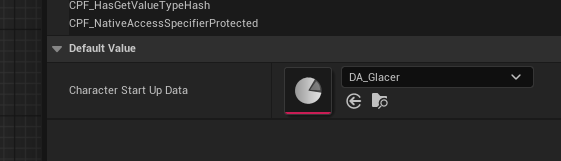 CPF_HasGetValueTypeHash
CPF_NativeAccessSpecifierProtected
Default Value
Character Start Up Data
DA_Glacer